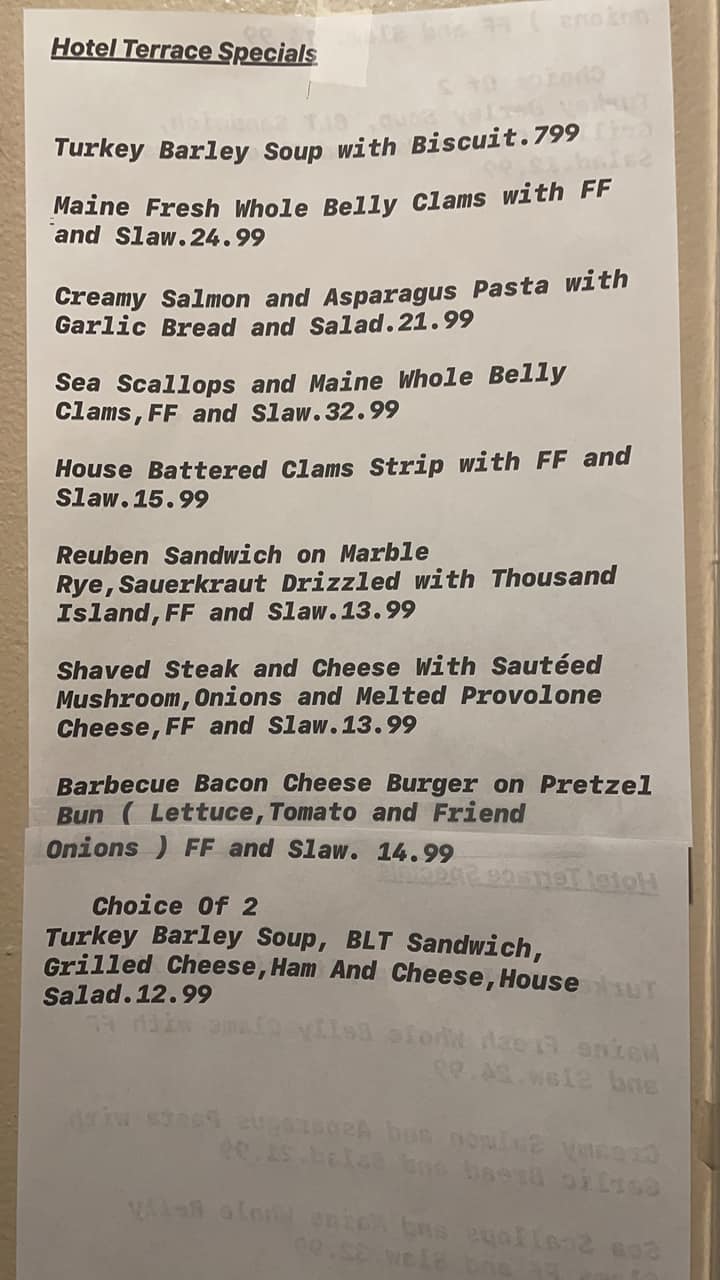 Hotel Terrace Specials
Turkey Barley Soup with Biscuit.799
Maine Fresh Whole Belly Clams with FF
and Slaw.24.99
Creamy Salmon and Asparagus Pasta with
Garlic Bread and Salad.21.99
Sea Scallops and Maine Whole Belly
Clams,FF and Slaw.32.99
House Battered Clams Strip with FF and
Slaw.15.99
Reuben Sandwich on Marble
Rye,Sauerkraut Drizzled with Thousand
Island,FF and Slaw.13.99
Shaved Steak and Cheese With Sautéed
Mushroom,Onions and Melted Provolone
Cheese,FF and Slaw.13.99
Barbecue Bacon Cheese Burger on Pretzel
Bun ( Lettuce,Tomato and Friend
Onions ) FF and Slaw. 14.99
Choice Of 2
Turkey Barley Soup, BLT Sandwich,
Grilled Cheese,Ham And Cheese,House
Salad.12.99